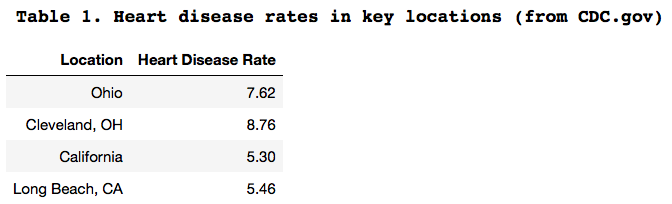 Table 1. Heart disease rates in key locations (from CDC.gov)
Location Heart Disease Rate
Ohio 7.62
Cleveland, OH 8.76
California 5.30
Long Beach, CA 5.46